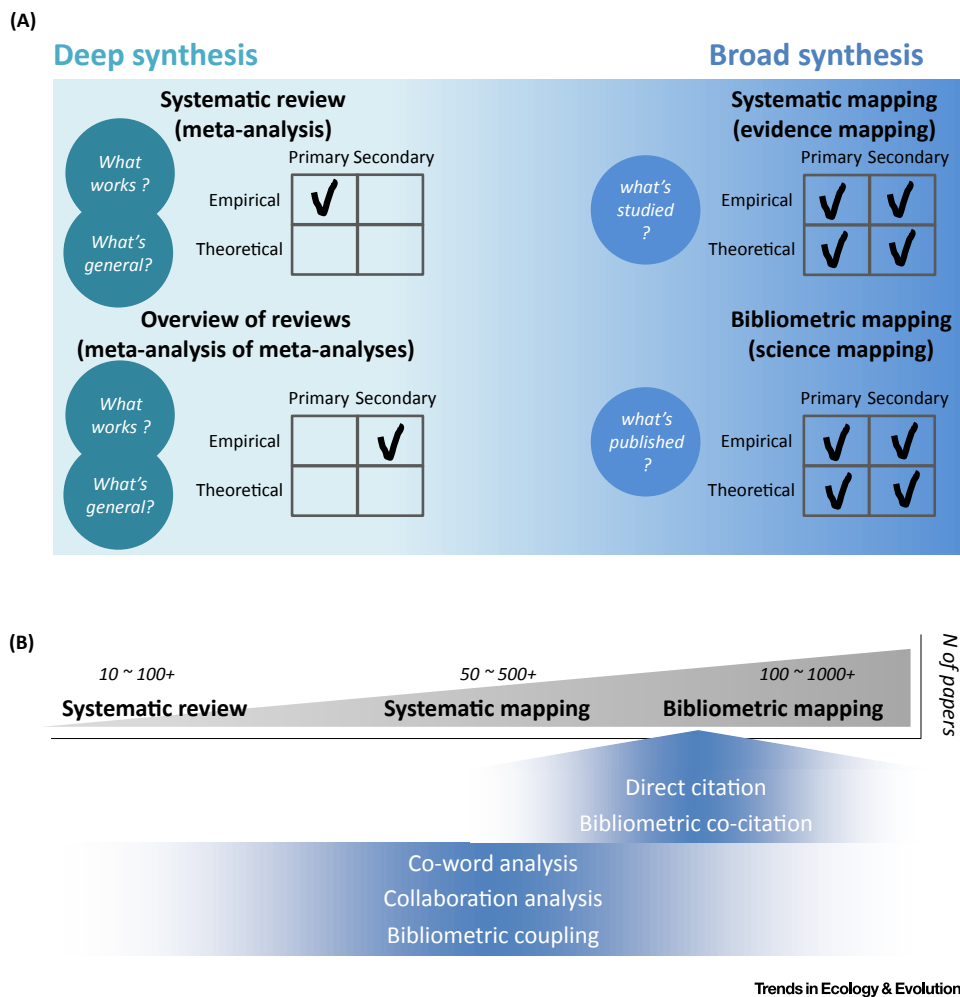 (A)
Deep synthesis
Broad synthesis
Systematic review
(meta-analysis)
What
works ?
What's
general?
Primary Secondary
Empirical
Theoretical
Systematic mapping
(evidence mapping)
what's
studied
?
Primary Secondary
Empirical
Theoretical
Overview of reviews
(meta-analysis of meta-analyses)
What
works ?
What's
general?
Primary Secondary
Empirical
Theoretical
Bibliometric mapping
(science mapping)
what's
published
?
Primary Secondary
Empirical
Theoretical
(B)
10 ~ 100+
50 ~ 500+
100 ~ 1000+
Systematic review
Systematic mapping
Bibliometric mapping
N of papers
Direct citation
Bibliometric co-citation
Co-word analysis
Collaboration analysis
Bibliometric coupling
Trends in Ecology & Evolution